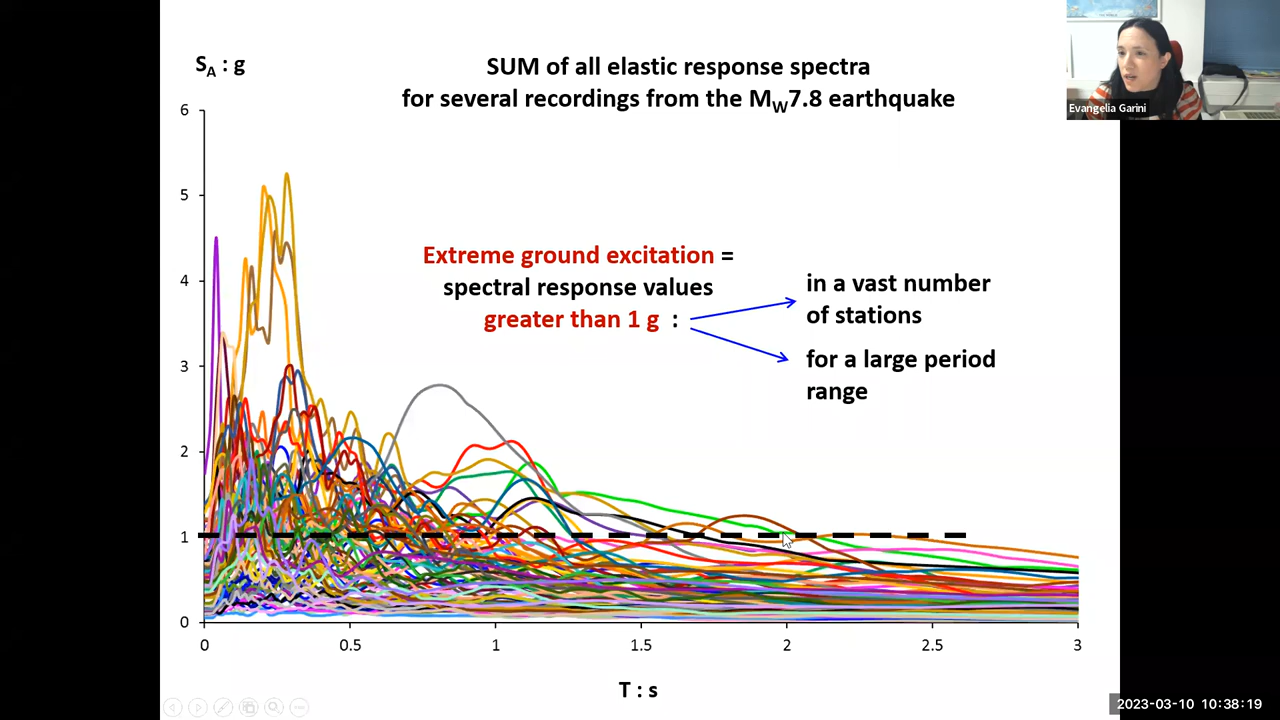 SUM of all elastic response spectra
for several recordings from the MW7.8 earthquake
SA : g
Evangelia Garini
6
5
4
3
2
1
0
Extreme ground excitation =
spectral response values
greater than 1 g :
in a vast number
of stations
for a large period
range
0 0.5 1 1.5 2 2.5 3
T : s
2023-03-10 10:38:19